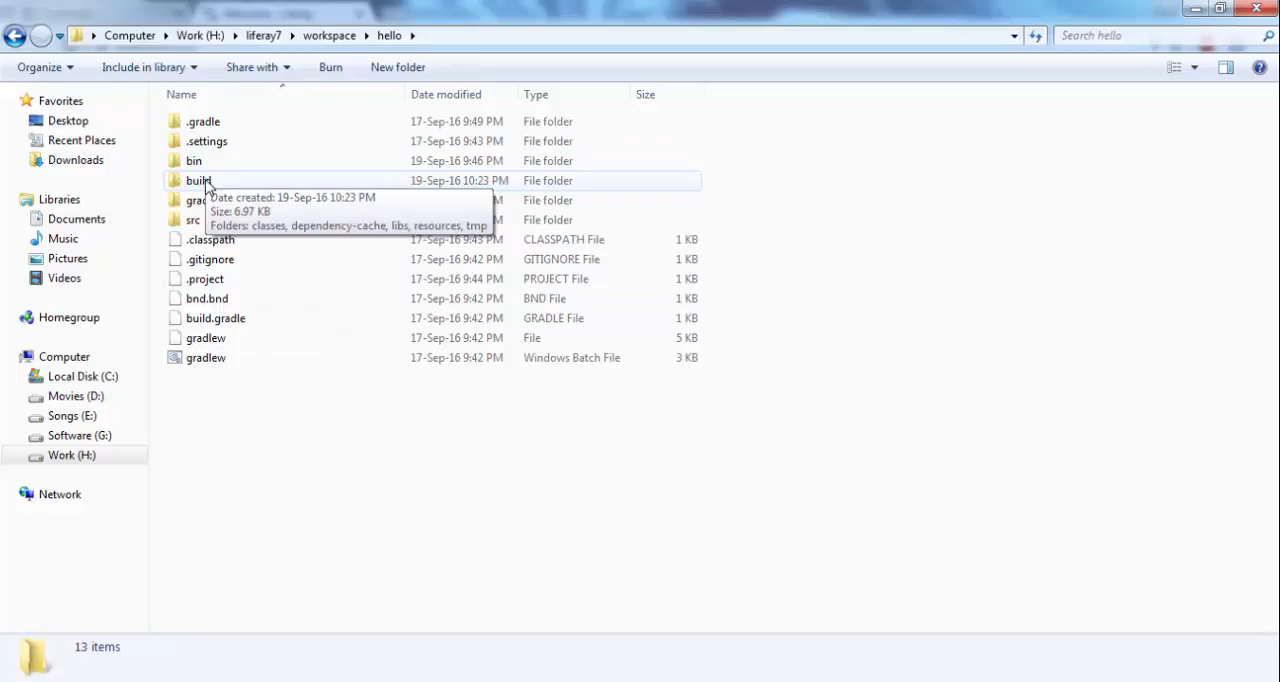 Computer Work (H:) liferay7 workspace hello
Search hello
Organize Include in library Share with Burn New folder
Name Date modified Type Size
Favorites
Desktop
Recent Places
Downloads
Libraries
Documents
Music
Pictures
Videos
Homegroup
Computer
Local Disk (C:)
Movies (D:)
Songs (E:)
Software (G:)
Work (H:)
Network
.gradle 17-Sep-16 9:49 PM File folder
.settings 17-Sep-16 9:43 PM File folder
bin 19-Sep-16 9:46 PM File folder
build 19-Sep-16 10:23 PM File folder
Date created: 19-Sep-16 10:23 PM
Size: 6.97 KB
Folders: classes, dependency-cache, libs, resources, tmp
File folder
src File folder
.classpath 17-Sep-16 9:43 PM CLASSPATH File 1 KB
.gitignore 17-Sep-16 9:42 PM GITIGNORE File 1 KB
.project 17-Sep-16 9:44 PM PROJECT File 1 KB
bnd.bnd 17-Sep-16 9:42 PM BND File 1 KB
build.gradle 17-Sep-16 9:42 PM GRADLE File 1 KB
gradlew 17-Sep-16 9:42 PM File 5 KB
gradlew 17-Sep-16 9:42 PM Windows Batch File 3 KB
13 items